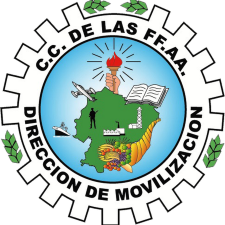 C.C. DE LAS FF.AA.
DIRECCION DE MOVILIZACION